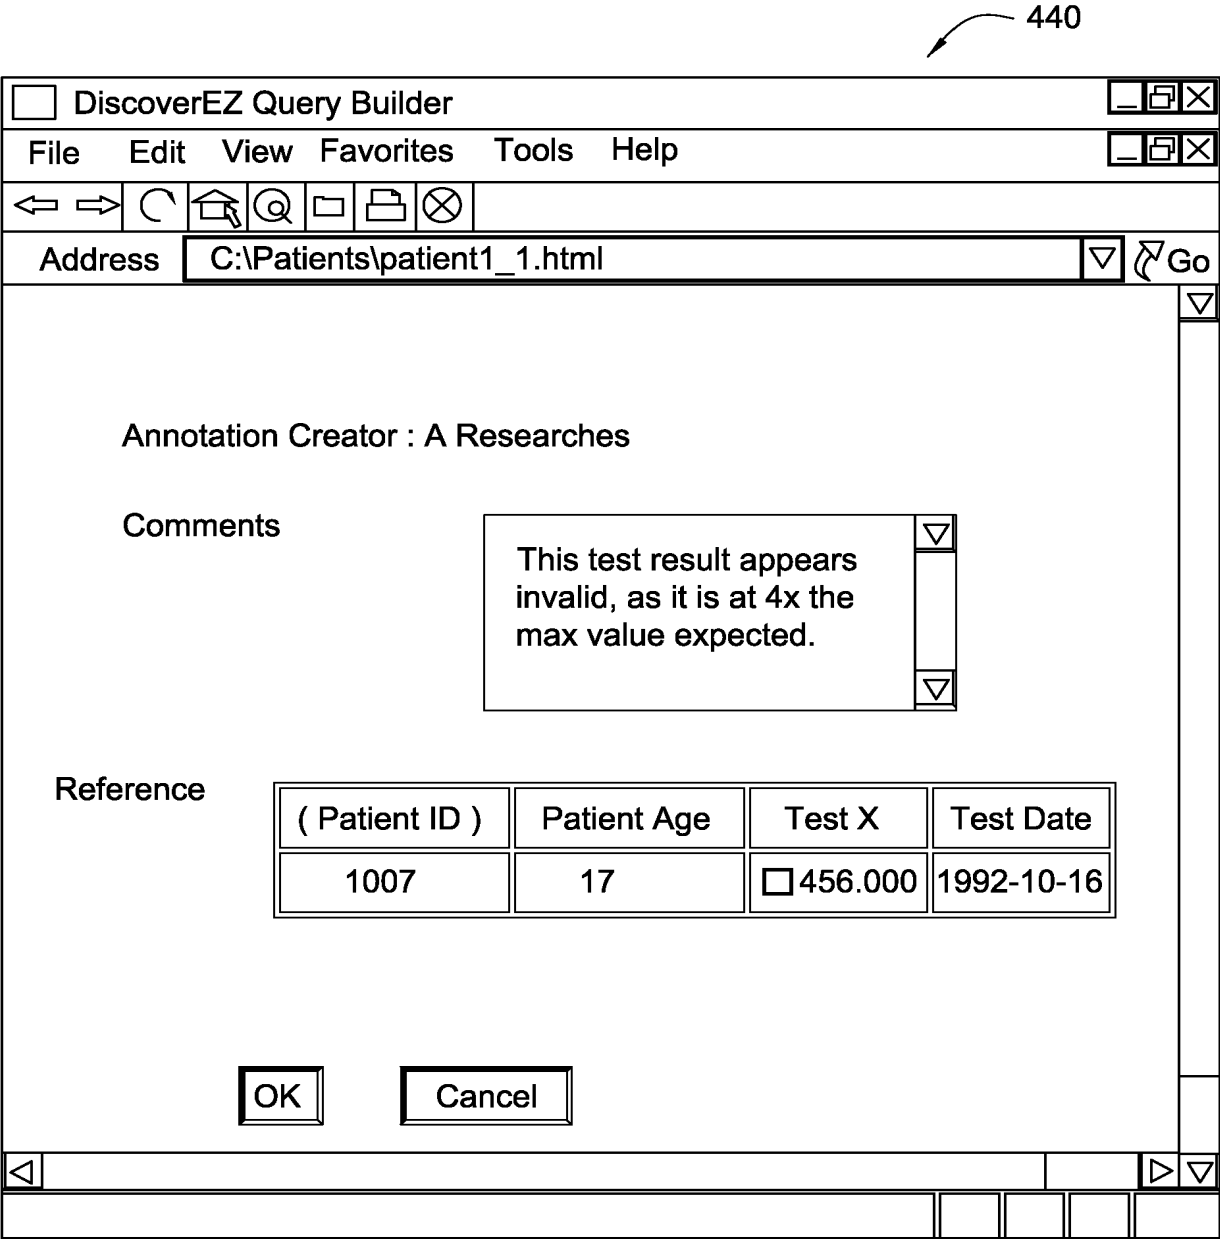 440
DiscoverEZ Query Builder
File Edit View Favorites Tools Help
Address C:\Patients\patient1_1.html Go
Annotation Creator : A Researches
Comments
This test result appears
invalid, as it is at 4x the
max value expected.
Reference
( Patient ID ) Patient Age Test X Test Date
1007 17 456.000 1992-10-16
OK Cancel